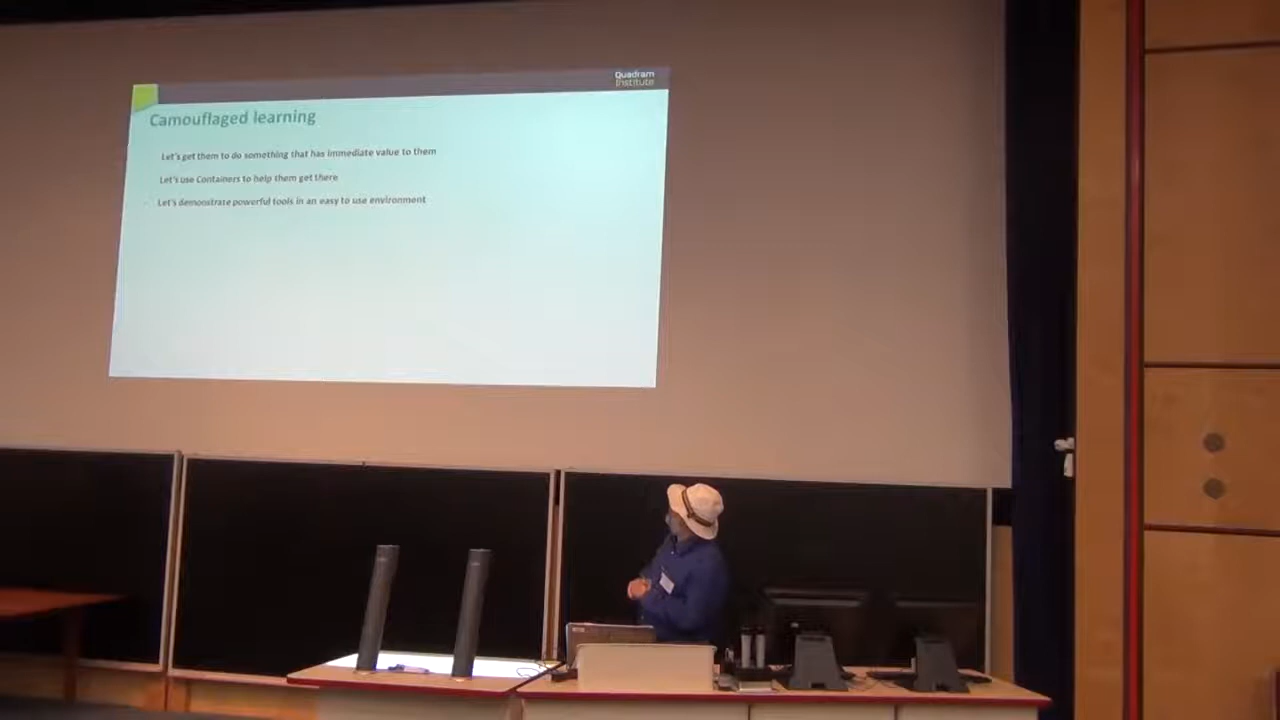 Quadram
Institute
Camouflaged learning
Let's get them to do something that has immediate value to them
Let's use Containers to help them get there
Let's demonstrate powerful tools in an easy to use environment